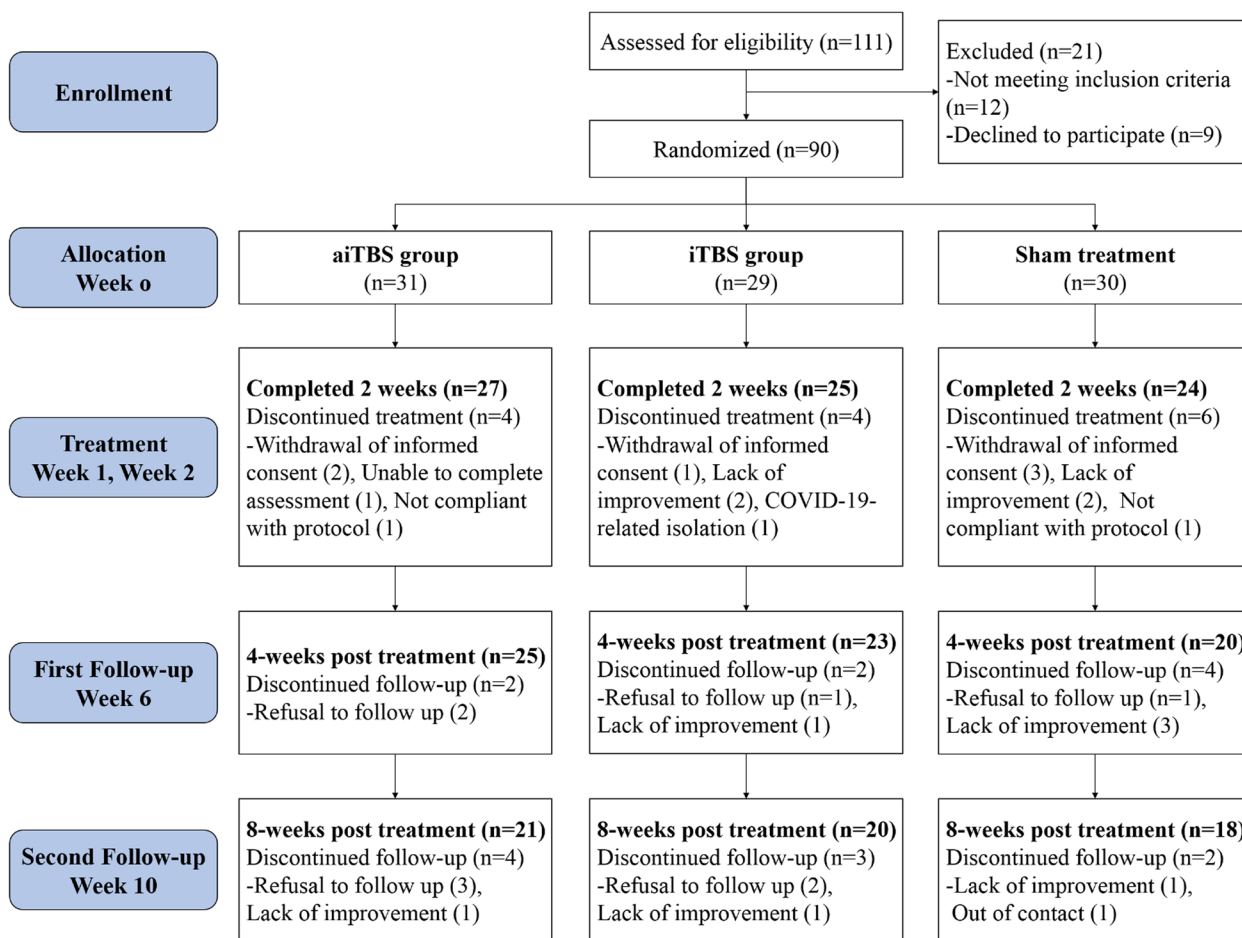 Assessed for eligibility (n=111)
Excluded (n=21)
-Not meeting inclusion criteria
(n=12)
-Declined to participate (n=9)
Enrollment
Randomized (n=90)
Allocation
Week o
aiTBS group
(n=31)
iTBS group
(n=29)
Sham treatment
(n=30)
Treatment
Week 1, Week 2
Completed 2 weeks (n=27)
Discontinued treatment (n=4)
-Withdrawal of informed
consent (2), Unable to complete
assessment (1), Not compliant
with protocol (1)
Completed 2 weeks (n=25)
Discontinued treatment (n=4)
-Withdrawal of informed
consent (1), Lack of
improvement (2), COVID-19-
related isolation (1)
Completed 2 weeks (n=24)
Discontinued treatment (n=6)
-Withdrawal of informed
consent (3), Lack of
improvement (2),  Not
compliant with protocol (1)
First Follow-up
Week 6
4-weeks post treatment (n=25)
Discontinued follow-up (n=2)
-Refusal to follow up (2)
4-weeks post treatment (n=23)
Discontinued follow-up (n=2)
-Refusal to follow up (n=1),
Lack of improvement (1)
4-weeks post treatment (n=20)
Discontinued follow-up (n=4)
-Refusal to follow up (n=1),
Lack of improvement (3)
Second Follow-up
Week 10
8-weeks post treatment (n=21)
Discontinued follow-up (n=4)
-Refusal to follow up (3),
Lack of improvement (1)
8-weeks post treatment (n=20)
Discontinued follow-up (n=3)
-Refusal to follow up (2),
Lack of improvement (1)
8-weeks post treatment (n=18)
Discontinued follow-up (n=2)
-Lack of improvement (1),
Out of contact (1)